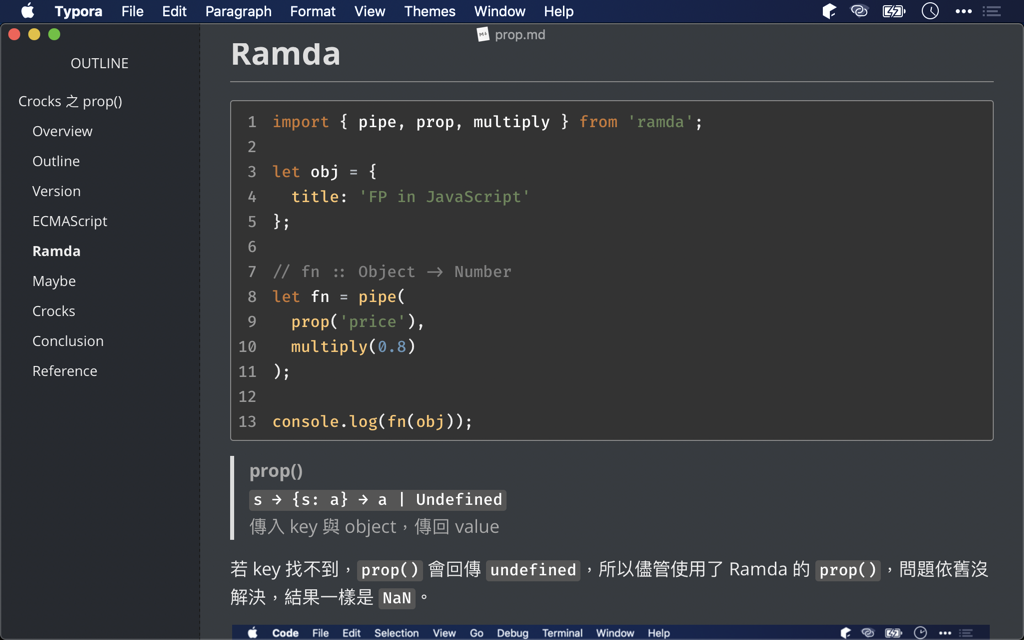 Typora File Edit Paragraph Format View Themes Window Help
prop.md
OUTLINE
Crocks 之 prop()
Overview
Outline
Version
ECMAScript
Ramda
Maybe
Crocks
Conclusion
Reference
Ramda
1 import { pipe, prop, multiply } from 'ramda';
2
3 let obj = {
4 title: 'FP in JavaScript'
5 };
6
7 // fn :: Object → Number
8 let fn = pipe(
9 prop('price'),
10 multiply(0.8)
11 );
12
13 console.log(fn(obj));
prop()
s → {s: a} → a | Undefined
傳入 key 與 object，傳回 value
若 key 找不到，prop() 會回傳 undefined，所以儘管使用了 Ramda 的 prop()，問題依舊沒
解決，結果一樣是 NaN。
Code File Edit Selection View Go Debug Terminal Window Help